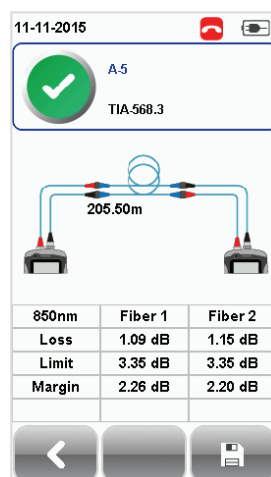 11-11-2015
A-5
TIA-568.3
205.50m
850nm Fiber 1 Fiber 2
Loss 1.09 dB 1.15 dB
Limit 3.35 dB 3.35 dB
Margin 2.26 dB 2.20 dB